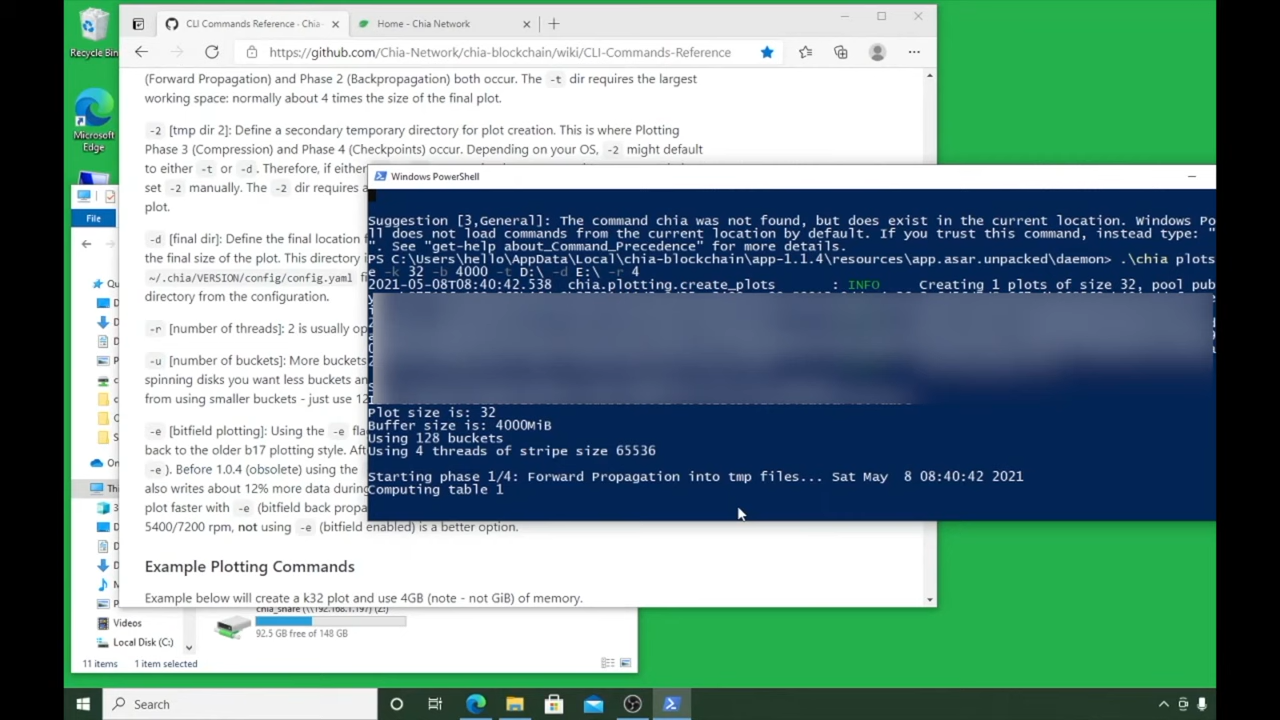 Recycle Bin
Microsoft
Edge
CLI Commands Reference · Chia-
Home - Chia Network
https://github.com/Chia-Network/chia-blockchain/wiki/CLI-Commands-Reference
(Forward Propagation) and Phase 2 (Backpropagation) both occur. The -t dir requires the largest
working space: normally about 4 times the size of the final plot.
-2 [tmp dir 2]: Define a secondary temporary directory for plot creation. This is where Plotting
Phase 3 (Compression) and Phase 4 (Checkpoints) occur. Depending on your OS, -2 might default
to either -t or -d. Therefore, if either
set -2 manually. The -2 dir requires a
plot.
-d [final dir]: Define the final location f
the final size of the plot. This directory i
~/.chia/VERSION/config/config.yaml
directory from the configuration.
-r [number of threads]: 2 is usually op
-u [number of buckets]: More buckets
spinning disks you want less buckets an
from using smaller buckets - just use 12
-e [bitfield plotting]: Using the -e fla
back to the older b17 plotting style. Aft
-e ). Before 1.0.4 (obsolete) using the
also writes about 12% more data during
plot faster with -e (bitfield back propa
5400/7200 rpm, not using -e (bitfield enabled) is a better option.
Example Plotting Commands
Example below will create a k32 plot and use 4GB (note - not GiB) of memory.
Windows PowerShell
Suggestion [3,General]: The command chia was not found, but does exist in the current location. Windows Po
ll does not load commands from the current location by default. If you trust this command, instead type: "
". See "get-help about_Command_Precedence" for more details.
PS C:\Users\hello\AppData\Local\chia-blockchain\app-1.1.4\resources\app.asar.unpacked\daemon> .\chia plots
e -k 32 -b 4000 -t D:\ -d E:\ -r 4
2021-05-08T08:40:42.538 chia.plotting.create_plots : INFO Creating 1 plots of size 32, pool pub
Plot size is: 32
Buffer size is: 4000MiB
Using 128 buckets
Using 4 threads of stripe size 65536
Starting phase 1/4: Forward Propagation into tmp files... Sat May 8 08:40:42 2021
Computing table 1
File
Qu
On
Thi
Videos
Local Disk (C:)
chia_share (\\192.168.1.197) (Z:)
92.5 GB free of 148 GB
11 items
1 item selected
Search